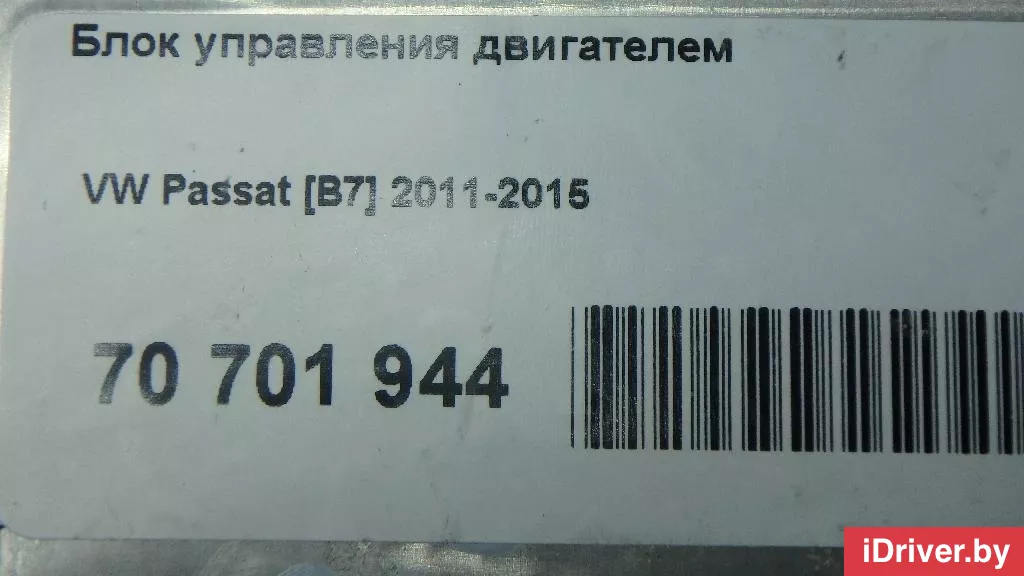 Блок управления двигателем
VW Passat [B7] 2011-2015
70 701 944
iDriver.by